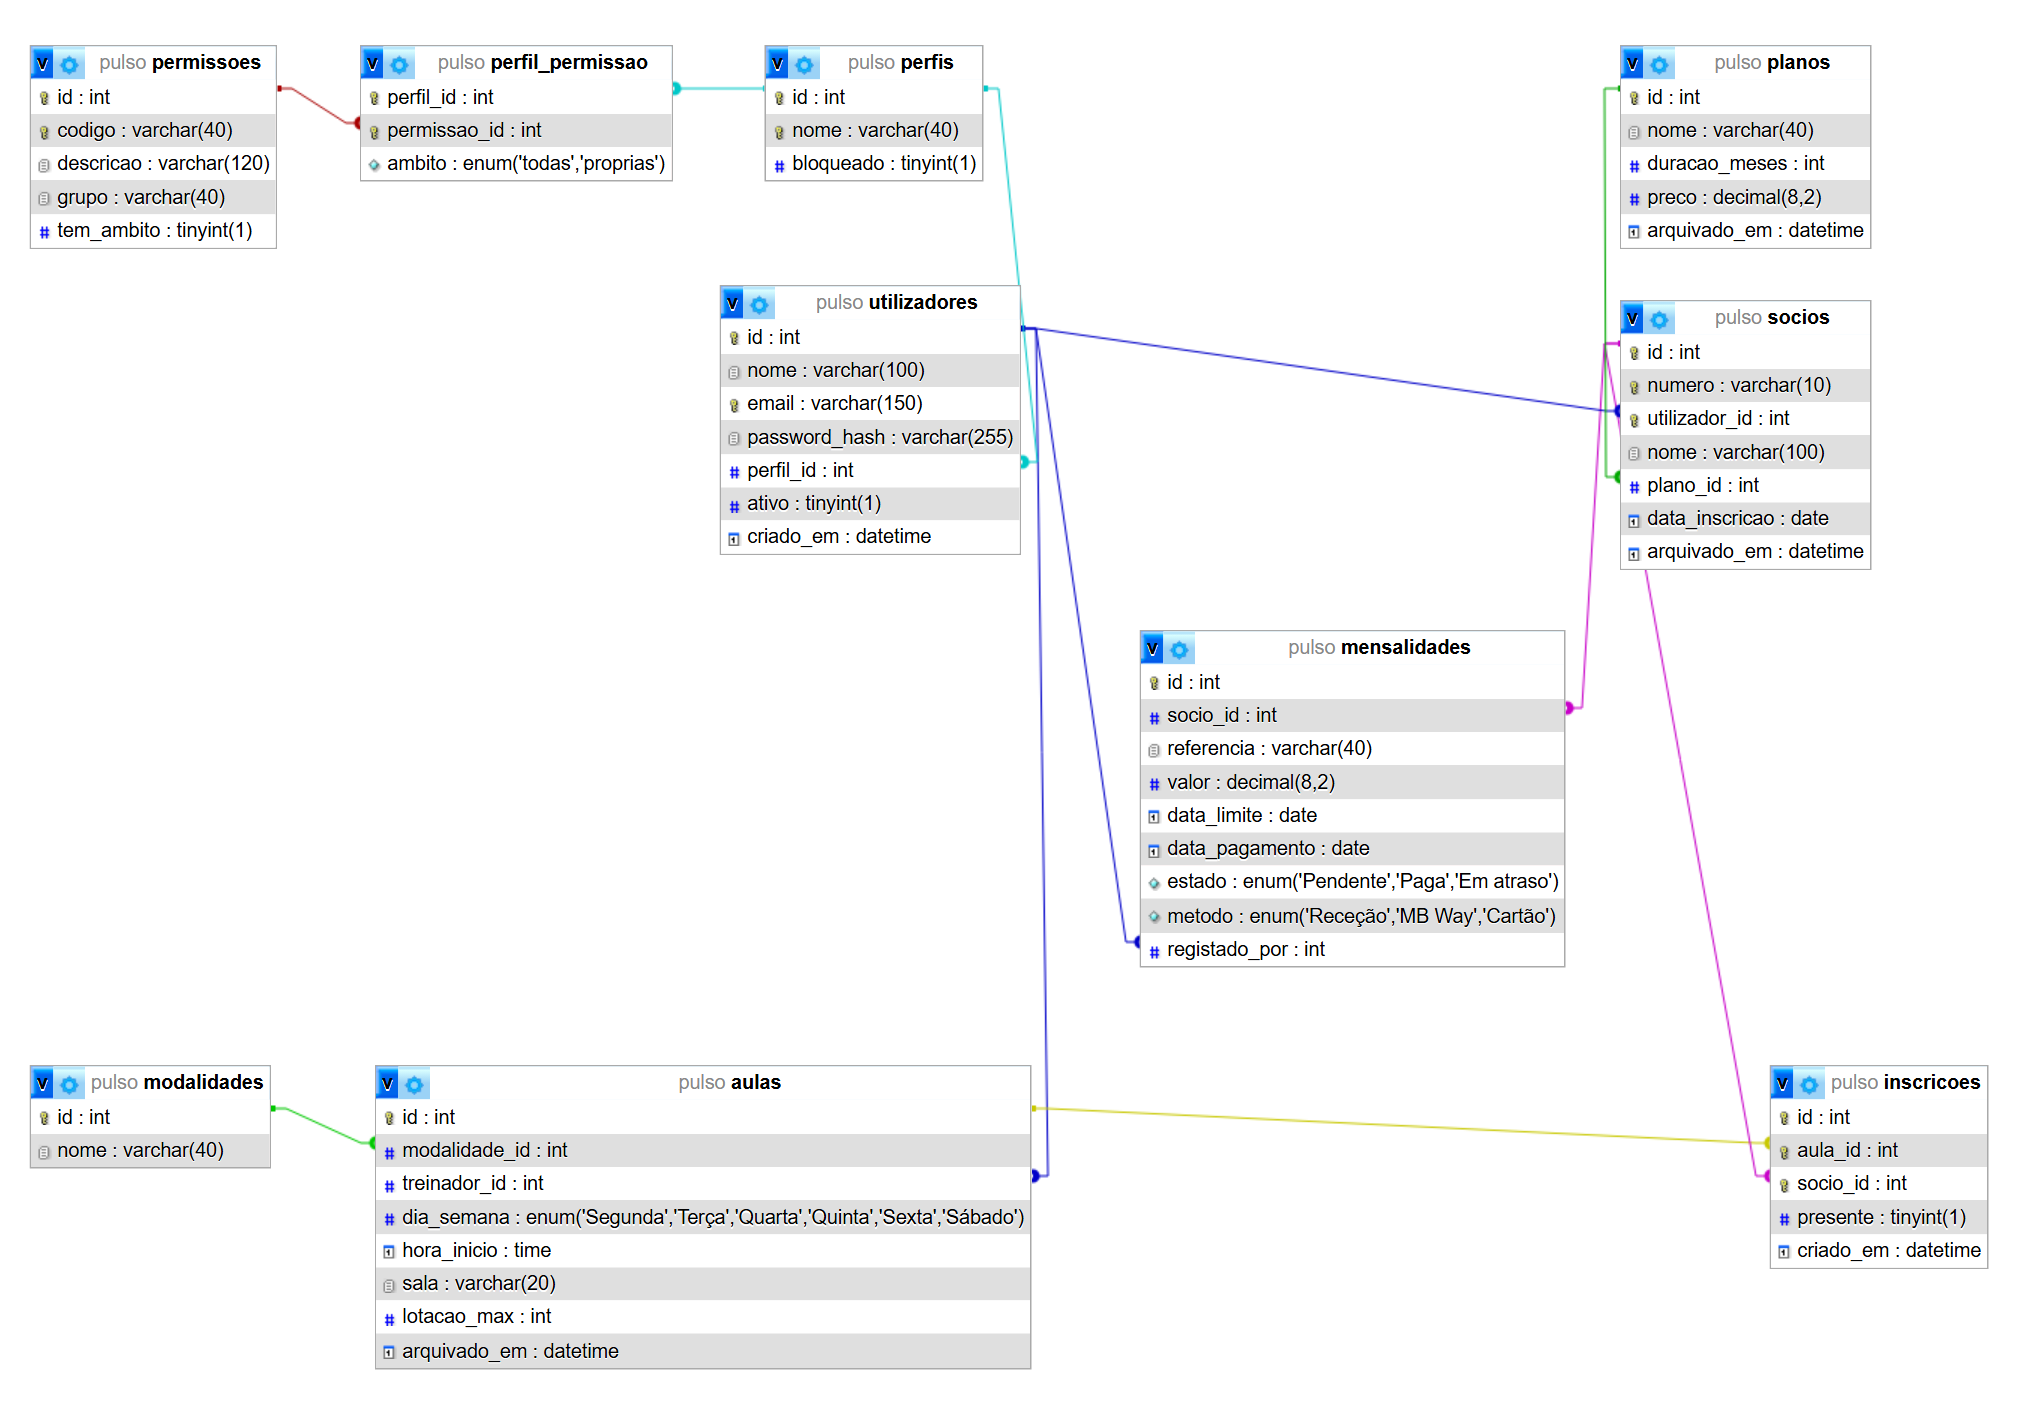 V pulso permissoes
id : int
codigo : varchar(40)
descricao : varchar(120)
grupo : varchar(40)
tem_ambito : tinyint(1)
V pulso perfil_permissao
perfil_id : int
permissao_id : int
ambito : enum('todas','proprias')
V pulso perfis
id : int
nome : varchar(40)
bloqueado : tinyint(1)
V pulso planos
id : int
nome : varchar(40)
duracao_meses : int
preco : decimal(8,2)
arquivado_em : datetime
V pulso utilizadores
id : int
nome : varchar(100)
email : varchar(150)
password_hash : varchar(255)
perfil_id : int
ativo : tinyint(1)
criado_em : datetime
V pulso socios
id : int
numero : varchar(10)
utilizador_id : int
nome : varchar(100)
plano_id : int
data_inscricao : date
arquivado_em : datetime
V pulso mensalidades
id : int
socio_id : int
referencia : varchar(40)
valor : decimal(8,2)
data_limite : date
data_pagamento : date
estado : enum('Pendente','Paga','Em atraso')
metodo : enum('Receção','MB Way','Cartão')
registado_por : int
V pulso modalidades
id : int
nome : varchar(40)
V pulso aulas
id : int
modalidade_id : int
treinador_id : int
dia_semana : enum('Segunda','Terça','Quarta','Quinta','Sexta','Sábado')
hora_inicio : time
sala : varchar(20)
lotacao_max : int
arquivado_em : datetime
V pulso inscricoes
id : int
aula_id : int
socio_id : int
presente : tinyint(1)
criado_em : datetime